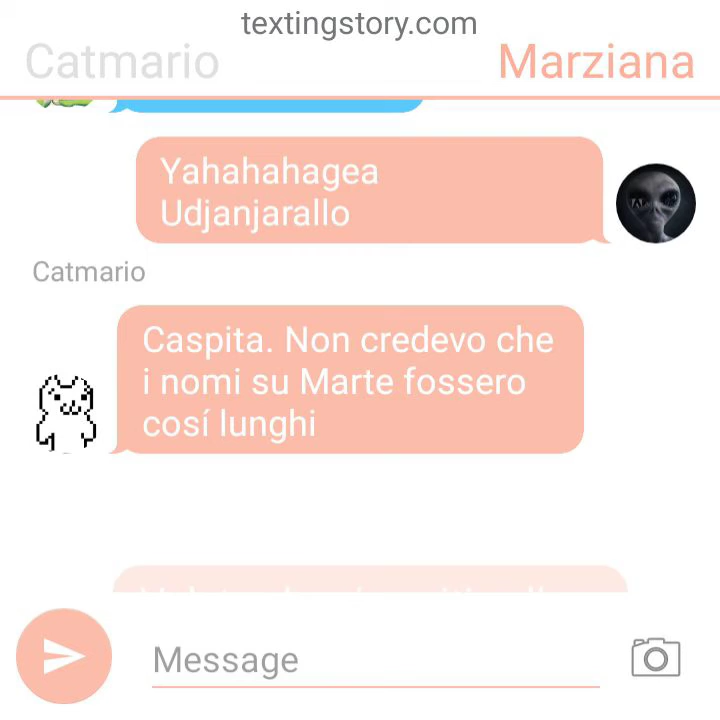 textingstory.com
Catmario
Marziana
Yahahahagea
Udjanjarallo
Catmario
Caspita. Non credevo che
i nomi su Marte fossero
cosí lunghi
Message